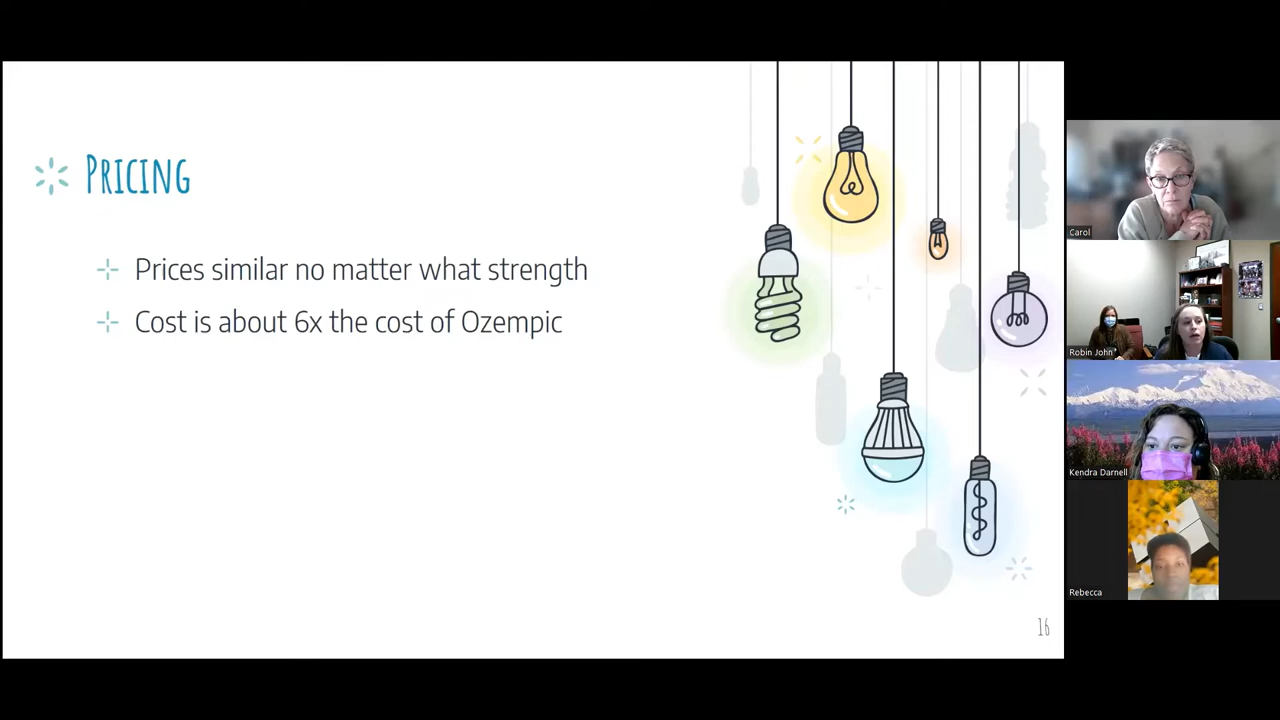 Pricing
Prices similar no matter what strength
Cost is about 6x the cost of Ozempic
16
Carol
Robin John
Kendra Darnell
Rebecca